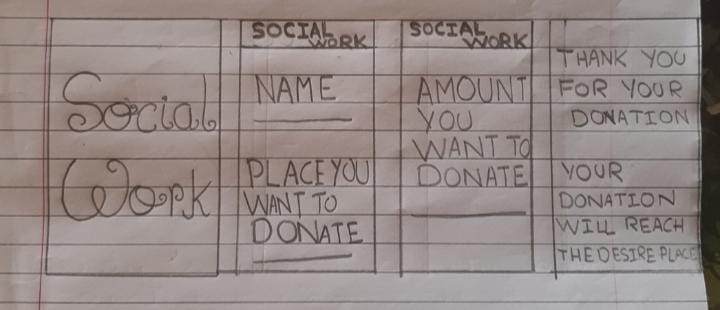 Social
Work
SOCIAL
WORK
NAME
PLACE YOU
WANT TO
DONATE
SOCIAL
WORK
AMOUNT
YOU
WANT TO
DONATE
THANK YOU
FOR YOUR
DONATION
YOUR
DONATION
WILL REACH
THE DESIRE PLACE